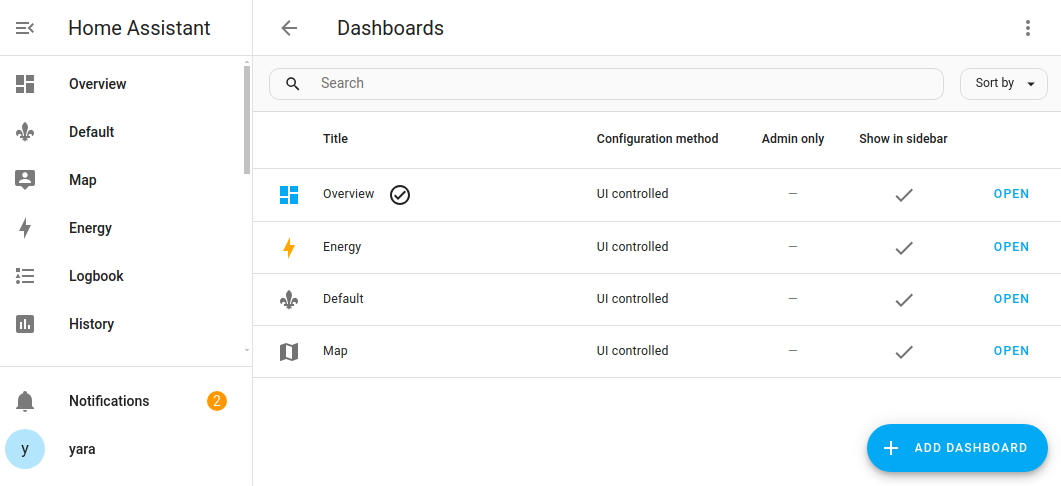 Home Assistant
Overview
Default
Map
Energy
Logbook
History
Notifications 2
y yara
Dashboards
Search Sort by
Title Configuration method Admin only Show in sidebar
Overview UI controlled — OPEN
Energy UI controlled — OPEN
Default UI controlled — OPEN
Map UI controlled — OPEN
ADD DASHBOARD